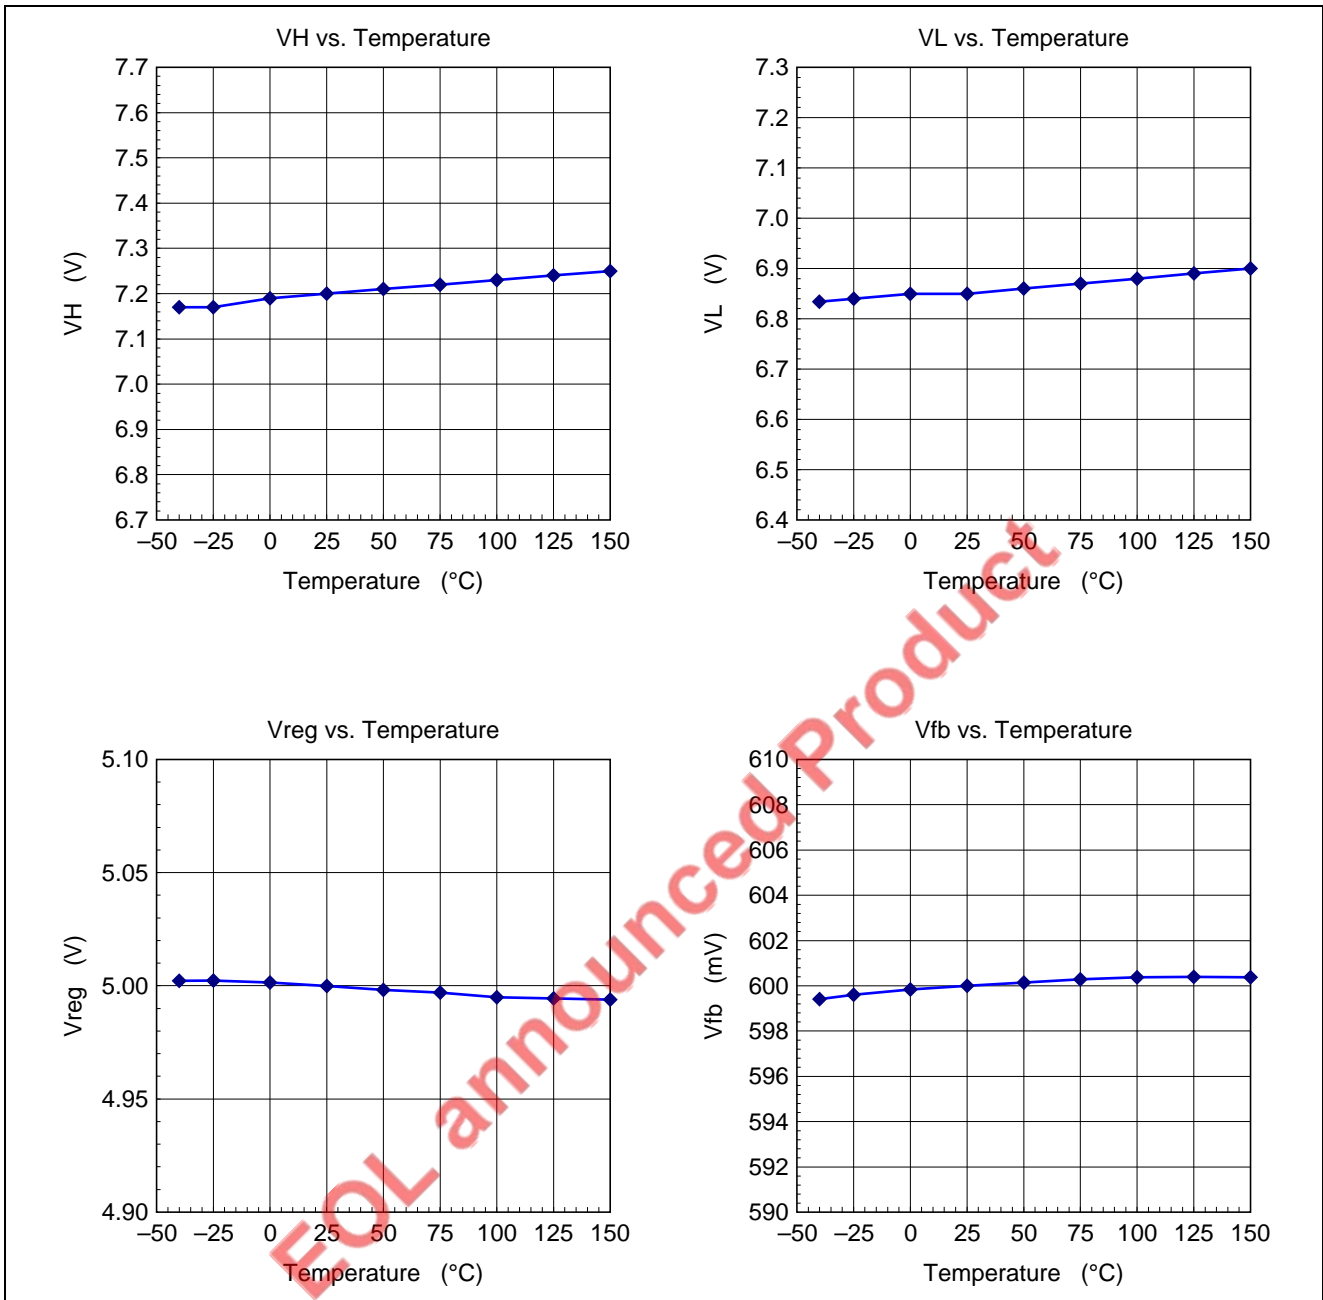 VH vs. Temperature
7.7
7.6
7.5
7.4
7.3
7.2
7.1
7.0
6.9
6.8
6.7
VH (V)
–50 –25 0 25 50 75 100 125 150
Temperature (°C)
VL vs. Temperature
7.3
7.2
7.1
7.0
6.9
6.8
6.7
6.6
6.5
6.4
VL (V)
–50 –25 0 25 50 75 100 125 150
Temperature (°C)
Vreg vs. Temperature
5.10
5.05
5.00
4.95
4.90
Vreg (V)
–50 –25 0 25 50 75 100 125 150
Temperature (°C)
Vfb vs. Temperature
610
608
606
604
602
600
598
596
594
592
590
Vfb (mV)
–50 –25 0 25 50 75 100 125 150
Temperature (°C)
EOL announced Product